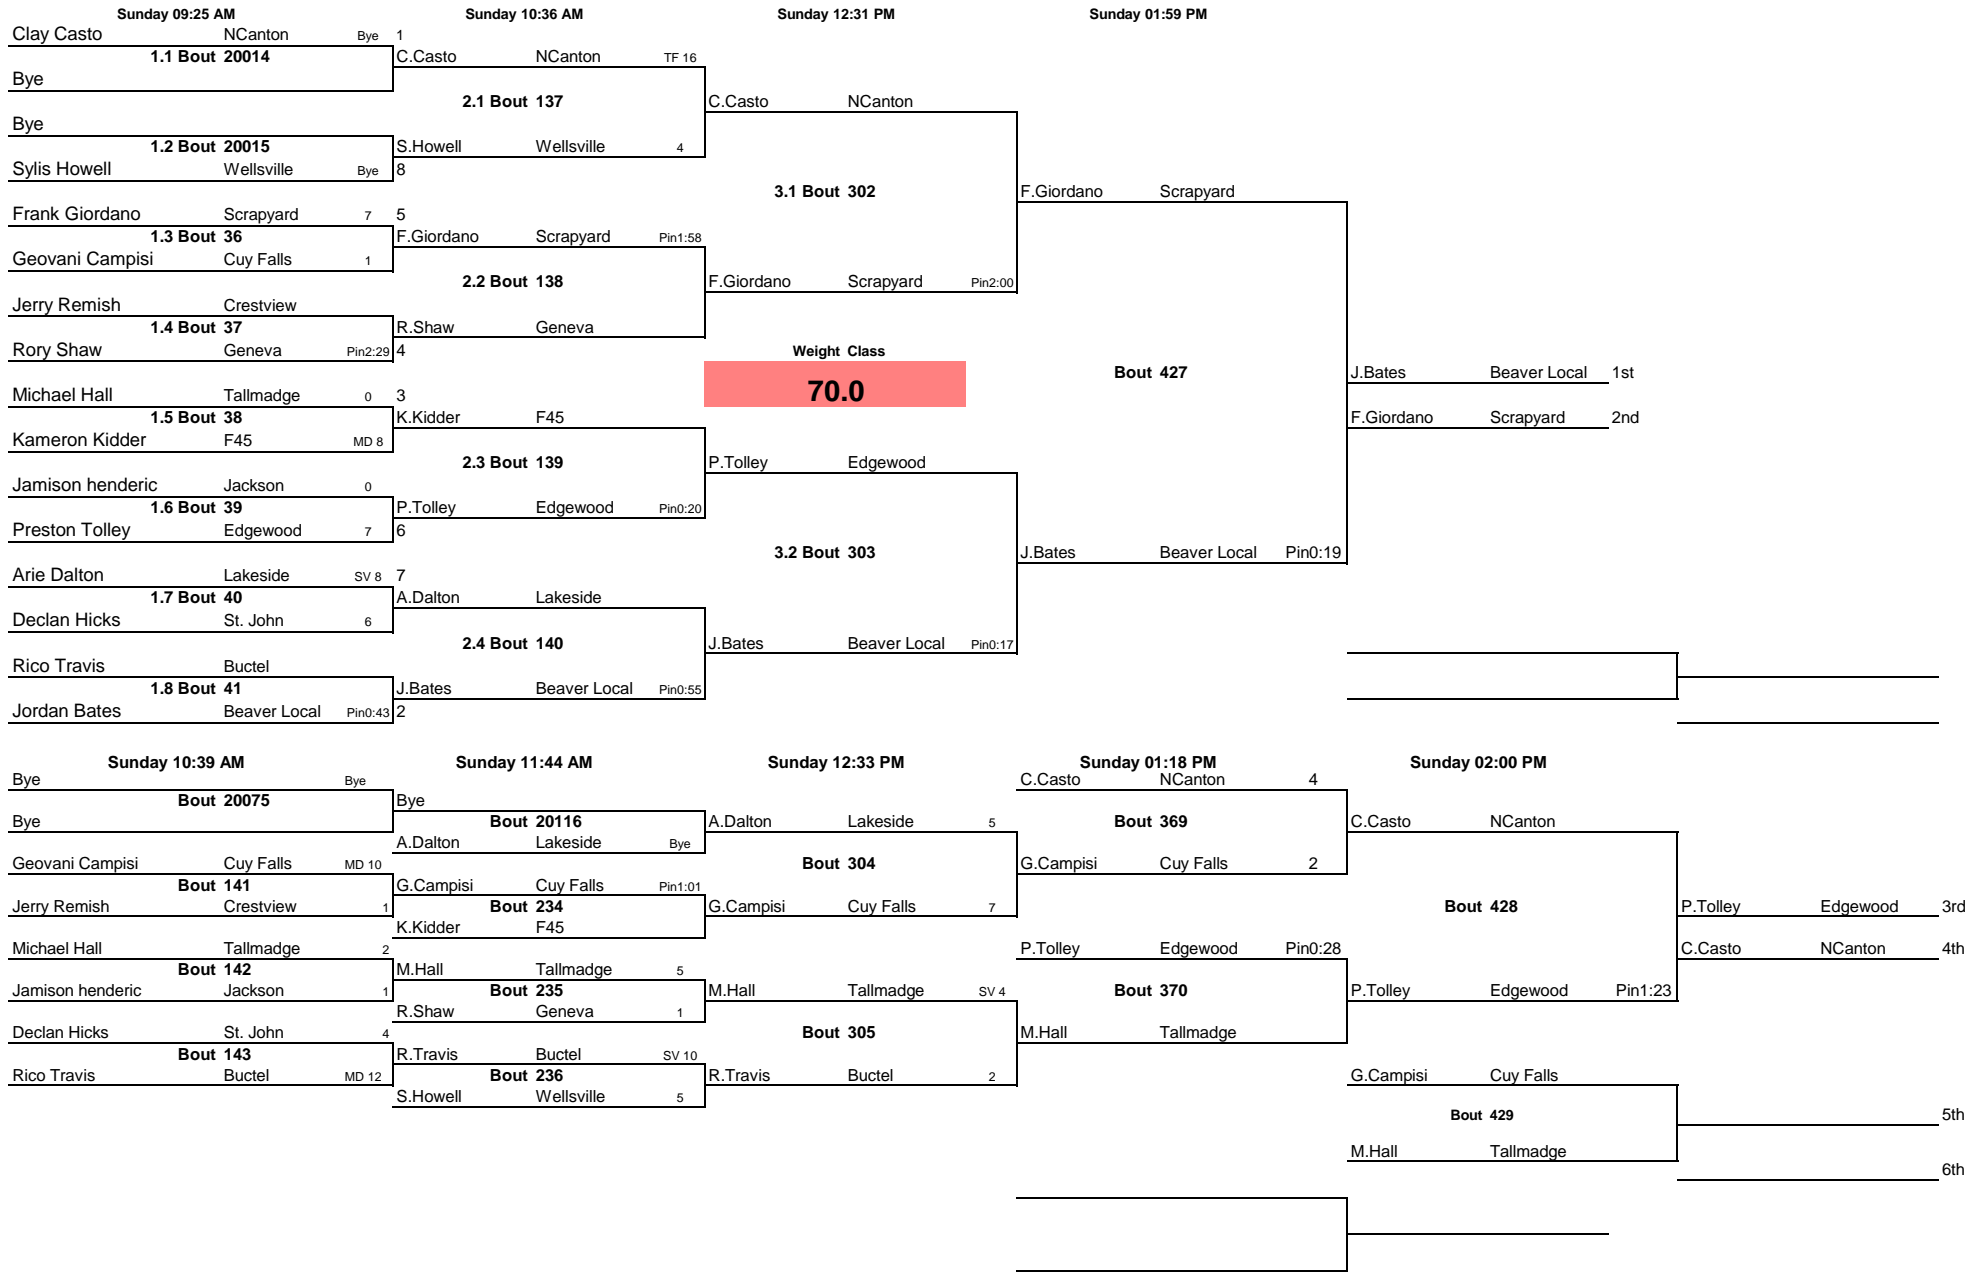 Sunday 09:25 AM Sunday 10:36 AM Sunday 12:31 PM Sunday 01:59 PM
Clay Casto NCanton Bye 1
1.1 Bout 20014 C.Casto NCanton TF 16
Bye
2.1 Bout 137 C.Casto NCanton
Bye
1.2 Bout 20015 S.Howell Wellsville 4
Sylis Howell Wellsville Bye 8
3.1 Bout 302 F.Giordano Scrapyard
Frank Giordano Scrapyard 7 5
1.3 Bout 36 F.Giordano Scrapyard Pin1:58
Geovani Campisi Cuy Falls 1
2.2 Bout 138 F.Giordano Scrapyard Pin2:00
Jerry Remish Crestview
1.4 Bout 37 R.Shaw Geneva
Rory Shaw Geneva Pin2:29 4 Weight Class
Bout 427 J.Bates Beaver Local 1st
Michael Hall Tallmadge 0 3 70.0
1.5 Bout 38 K.Kidder F45 F.Giordano Scrapyard 2nd
Kameron Kidder F45 MD 8
2.3 Bout 139 P.Tolley Edgewood
Jamison henderic Jackson 0
1.6 Bout 39 P.Tolley Edgewood Pin0:20
Preston Tolley Edgewood 7 6
3.2 Bout 303 J.Bates Beaver Local Pin0:19
Arie Dalton Lakeside SV 8 7
1.7 Bout 40 A.Dalton Lakeside
Declan Hicks St. John 6
2.4 Bout 140 J.Bates Beaver Local Pin0:17
Rico Travis Buctel
1.8 Bout 41 J.Bates Beaver Local Pin0:55
Jordan Bates Beaver Local Pin0:43 2
Sunday 10:39 AM Sunday 11:44 AM Sunday 12:33 PM Sunday 01:18 PM Sunday 02:00 PM
Bye Bye C.Casto NCanton 4
Bout 20075 Bye
Bye Bout 20116 A.Dalton Lakeside 5 Bout 369 C.Casto NCanton
A.Dalton Lakeside Bye
Geovani Campisi Cuy Falls MD 10 Bout 304 G.Campisi Cuy Falls 2
Bout 141 G.Campisi Cuy Falls Pin1:01
Jerry Remish Crestview 1 Bout 234 G.Campisi Cuy Falls 7 Bout 428 P.Tolley Edgewood 3rd
K.Kidder F45
Michael Hall Tallmadge 2 P.Tolley Edgewood Pin0:28 C.Casto NCanton 4th
Bout 142 M.Hall Tallmadge 5
Jamison henderic Jackson 1 Bout 235 M.Hall Tallmadge SV 4 Bout 370 P.Tolley Edgewood Pin1:23
R.Shaw Geneva 1
Declan Hicks St. John 4 Bout 305 M.Hall Tallmadge
Bout 143 R.Travis Buctel SV 10
Rico Travis Buctel MD 12 Bout 236 R.Travis Buctel 2 G.Campisi Cuy Falls
S.Howell Wellsville 5
Bout 429 5th
M.Hall Tallmadge
6th